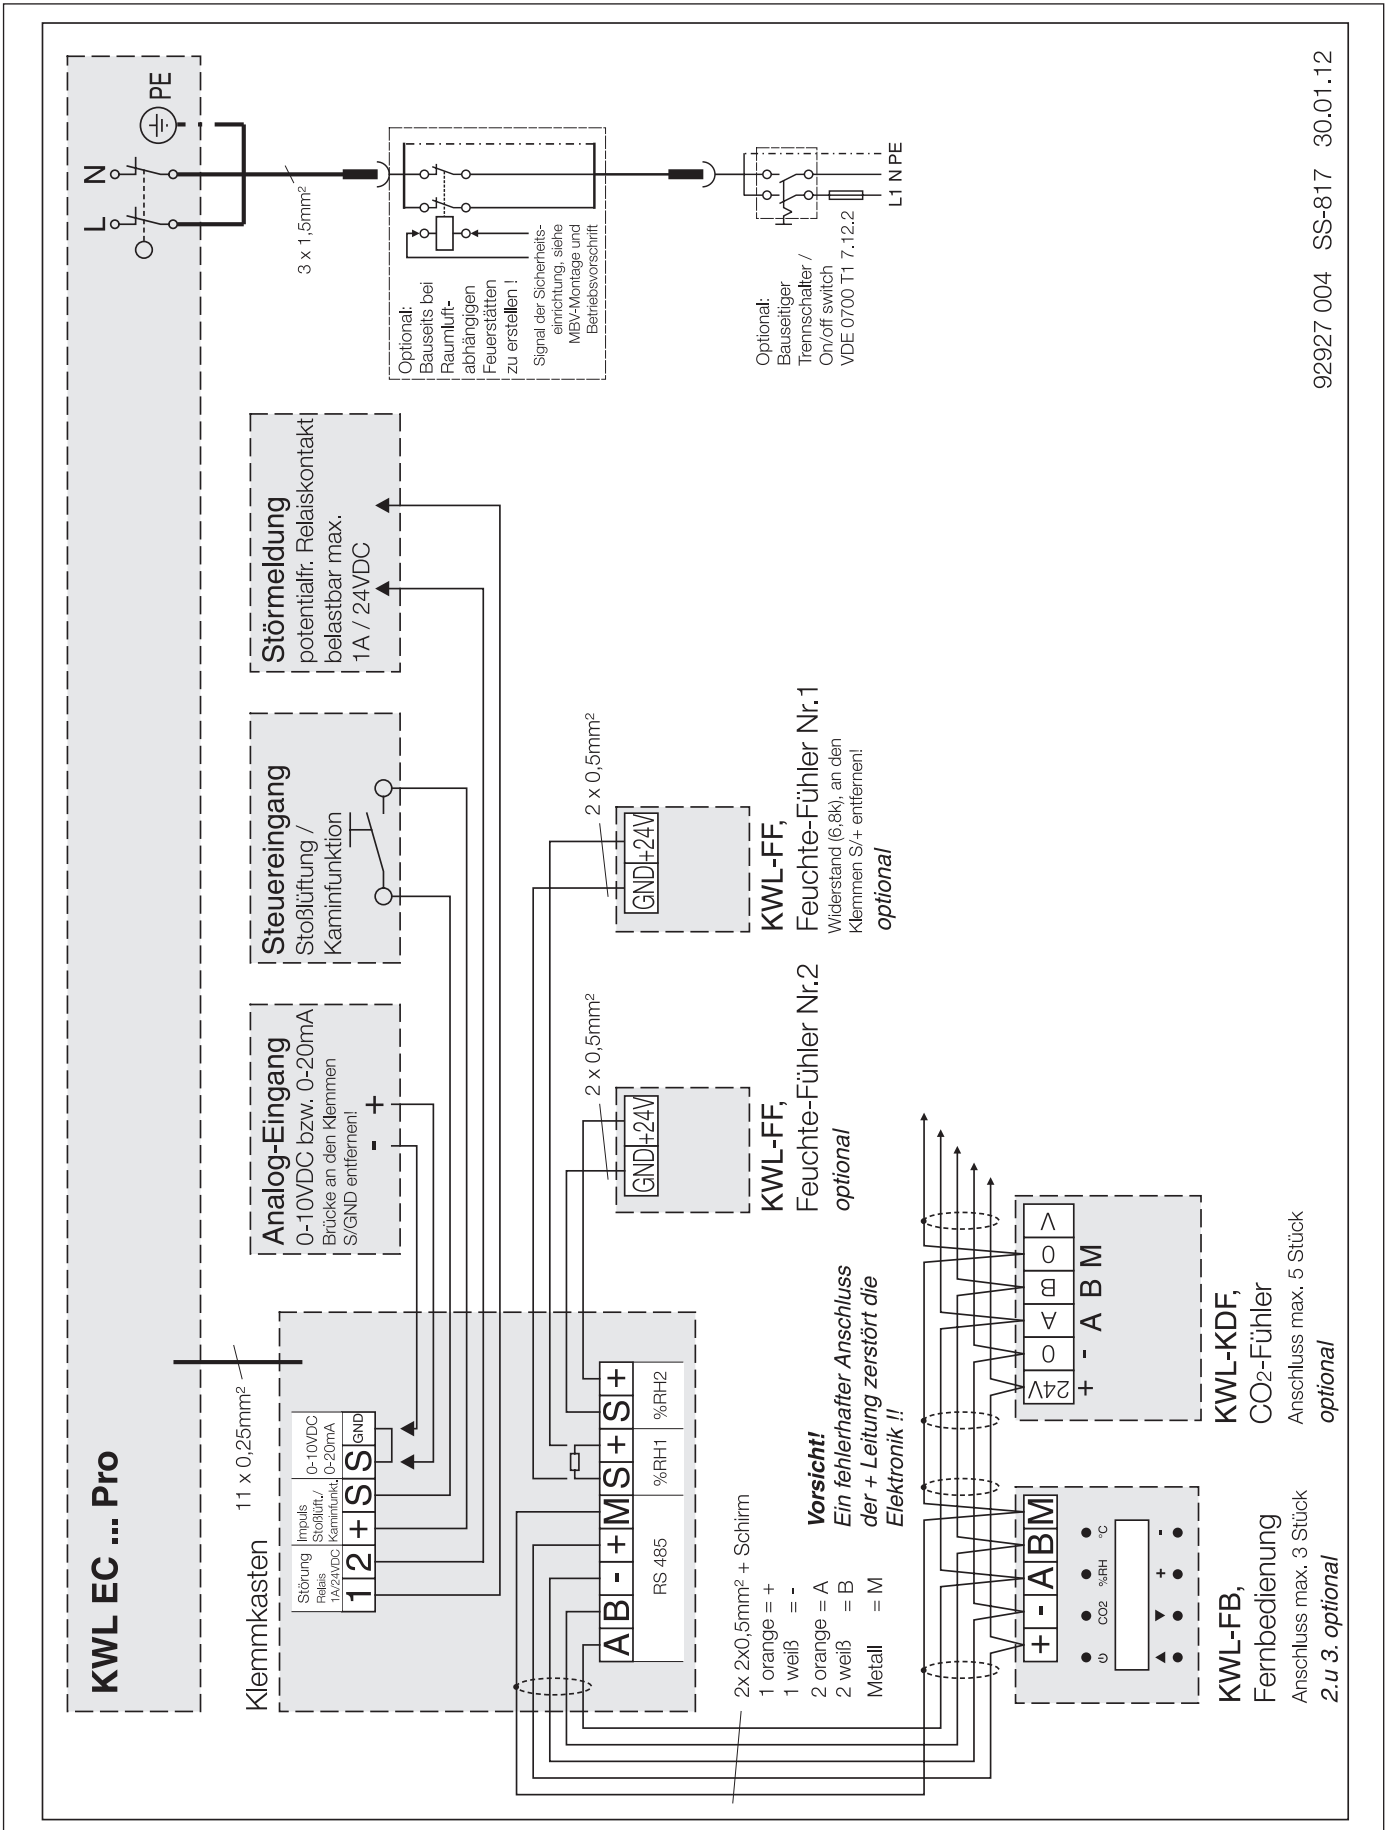 KWL EC ... Pro
L
N
PE
3 x 1,5mm²
Optional:
Bauseits bei
Raumluft-
abhängigen
Feuerstätten
zu erstellen !
Signal der Sicherheits-
einrichtung, siehe
MBV-Montage und
Betriebsvorschrift
Optional:
Bauseitiger
Trennschalter /
On/off switch
VDE 0700 T1 7.12.2
L1 N PE
11 x 0,25mm²
Klemmkasten
Störung
Relais
1A/24VDC
Impuls
Stoßlüft./
Kaminfunkt.
0-10VDC
0-20mA
1 2 + S S GND
Analog-Eingang
0-10VDC bzw. 0-20mA
Brücke an den Klemmen
S/GND entfernen!
- +
Steuereingang
Stoßlüftung /
Kaminfunktion
Störmeldung
potentialfr. Relaiskontakt
belastbar max.
1A / 24VDC
A B - + M S + S +
RS 485
%RH1
%RH2
2 x 0,5mm²
GND +24V
KWL-FF,
Feuchte-Fühler Nr.2
optional
2 x 0,5mm²
GND +24V
KWL-FF,
Feuchte-Fühler Nr.1
Widerstand (6,8k), an den
Klemmen S/+ entfernen!
optional
2x 2x0,5mm² + Schirm
1 orange = +
1 weiß = -
2 orange = A
2 weiß = B
Metall = M
Vorsicht!
Ein fehlerhafter Anschluss
der + Leitung zerstört die
Elektronik !!
+ - A B M
CO2 %RH °C
+ -
KWL-FB,
Fernbedienung
Anschluss max. 3 Stück
2.u 3. optional
24V 0 A B 0 V
+ - A B M
KWL-KDF,
CO2-Fühler
Anschluss max. 5 Stück
optional
92927 004 SS-817 30.01.12